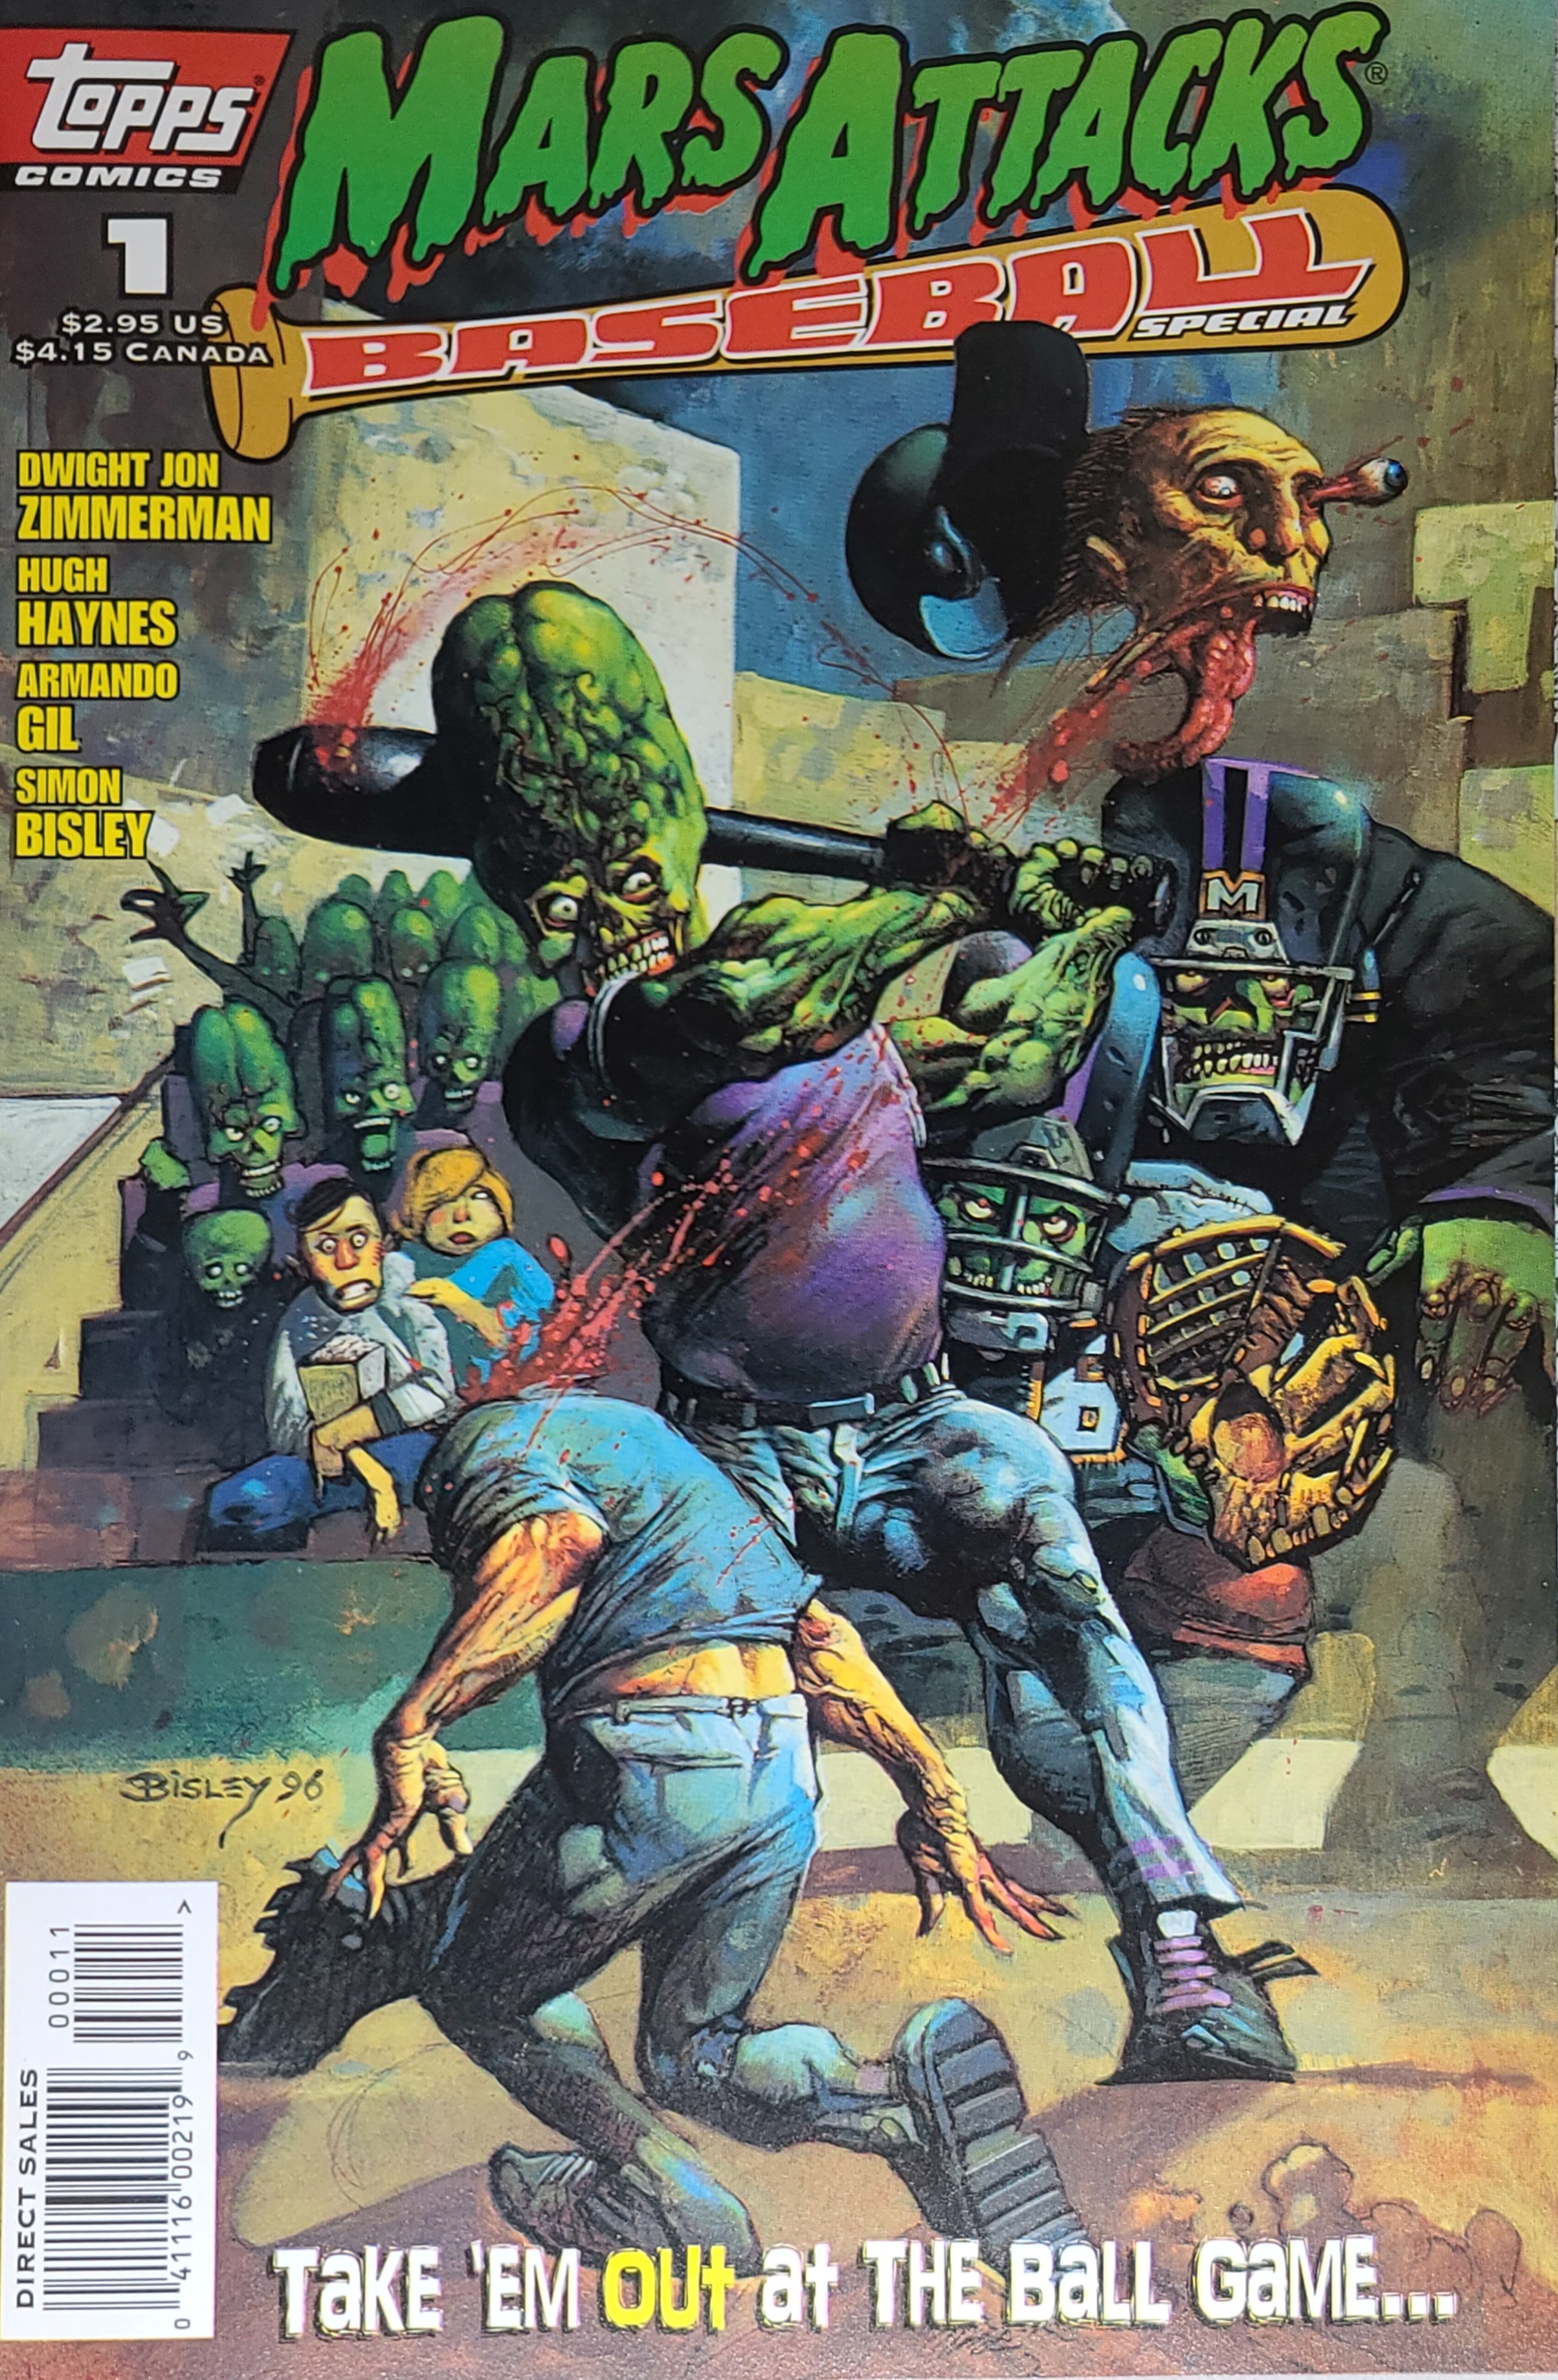 Topps®
COMICS
1
$2.95 US
$4.15 CANADA
MARS ATTACKS®
BASEBALL
SPECIAL
DWIGHT JON
ZIMMERMAN
HUGH
HAYNES
ARMANDO
GIL
SIMON
BISLEY
M
BISLEY 96
DIRECT SALES
00011
0 41116 00219 9
>
TAKE 'EM OUT AT THE BALL GAME...